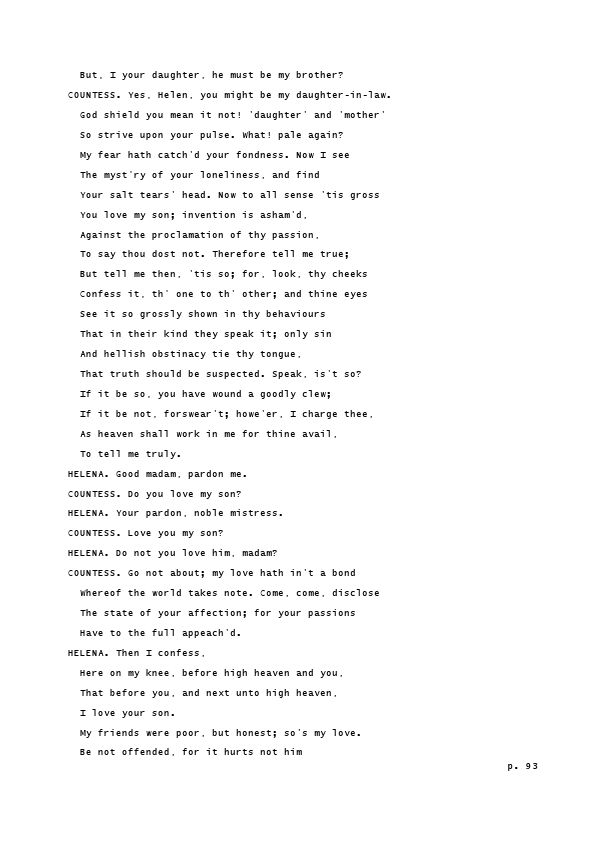 But, I your daughter, he must be my brother?
COUNTESS. Yes, Helen, you might be my daughter-in-law.
God shield you mean it not! 'daughter' and 'mother'
So strive upon your pulse. What! pale again?
My fear hath catch'd your fondness. Now I see
The myst'ry of your loneliness, and find
Your salt tears' head. Now to all sense 'tis gross
You love my son; invention is asham'd,
Against the proclamation of thy passion,
To say thou dost not. Therefore tell me true;
But tell me then, 'tis so; for, look, thy cheeks
Confess it, th' one to th' other; and thine eyes
See it so grossly shown in thy behaviours
That in their kind they speak it; only sin
And hellish obstinacy tie thy tongue,
That truth should be suspected. Speak, is't so?
If it be so, you have wound a goodly clew;
If it be not, forswear't; howe'er, I charge thee,
As heaven shall work in me for thine avail,
To tell me truly.
HELENA. Good madam, pardon me.
COUNTESS. Do you love my son?
HELENA. Your pardon, noble mistress.
COUNTESS. Love you my son?
HELENA. Do not you love him, madam?
COUNTESS. Go not about; my love hath in't a bond
Whereof the world takes note. Come, come, disclose
The state of your affection; for your passions
Have to the full appeach'd.
HELENA. Then I confess,
Here on my knee, before high heaven and you,
That before you, and next unto high heaven,
I love your son.
My friends were poor, but honest; so's my love.
Be not offended, for it hurts not him
p. 93